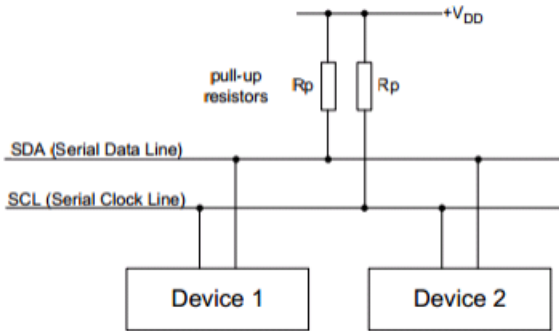 +VDD
pull-up
resistors
Rp
Rp
SDA (Serial Data Line)
SCL (Serial Clock Line)
Device 1
Device 2